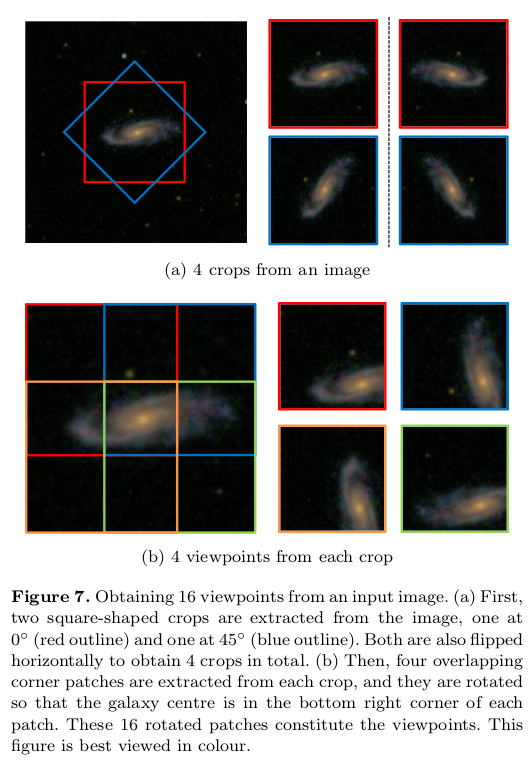 (a) 4 crops from an image
(b) 4 viewpoints from each crop
Figure 7. Obtaining 16 viewpoints from an input image. (a) First,
two square-shaped crops are extracted from the image, one at
0° (red outline) and one at 45° (blue outline). Both are also flipped
horizontally to obtain 4 crops in total. (b) Then, four overlapping
corner patches are extracted from each crop, and they are rotated
so that the galaxy centre is in the bottom right corner of each
patch. These 16 rotated patches constitute the viewpoints. This
figure is best viewed in colour.